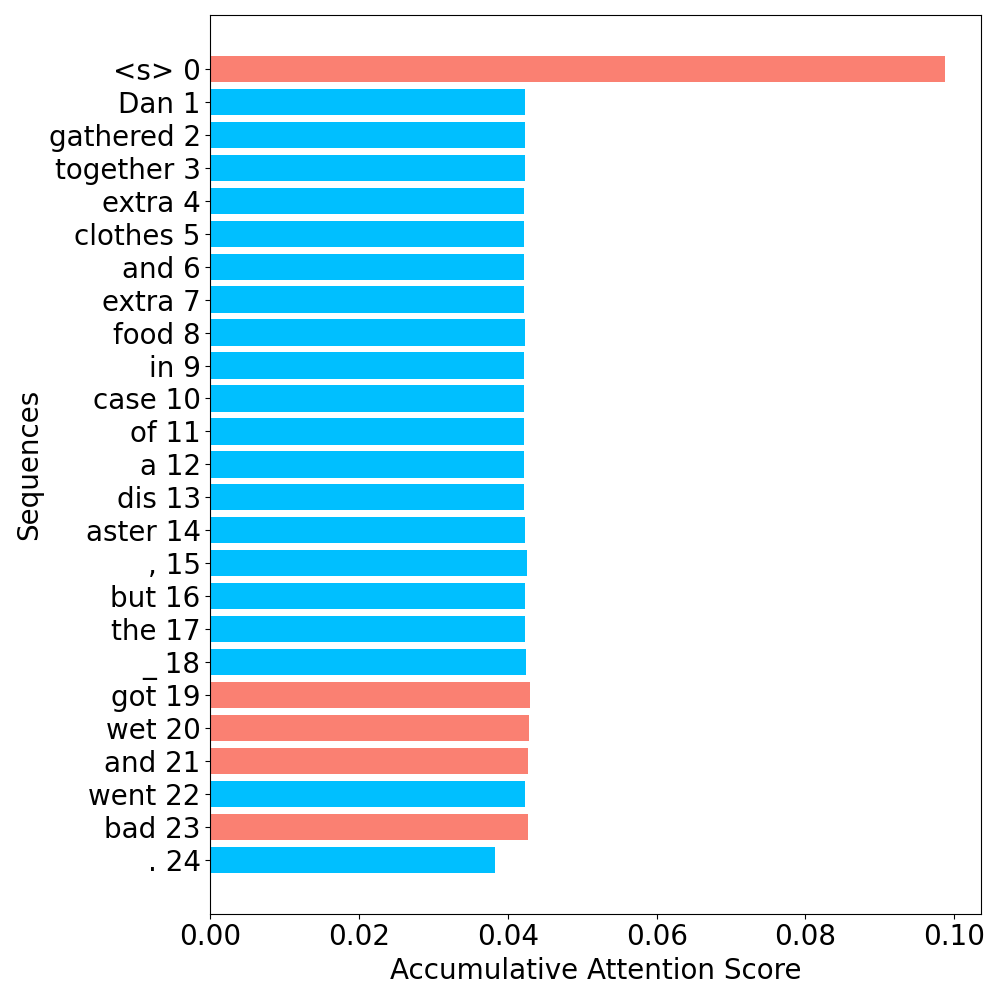 <s> 0
Dan 1
gathered 2
together 3
extra 4
clothes 5
and 6
extra 7
food 8
in 9
case 10
of 11
a 12
dis 13
aster 14
, 15
but 16
the 17
_ 18
got 19
wet 20
and 21
went 22
bad 23
. 24
Sequences
0.00 0.02 0.04 0.06 0.08 0.10
Accumulative Attention Score